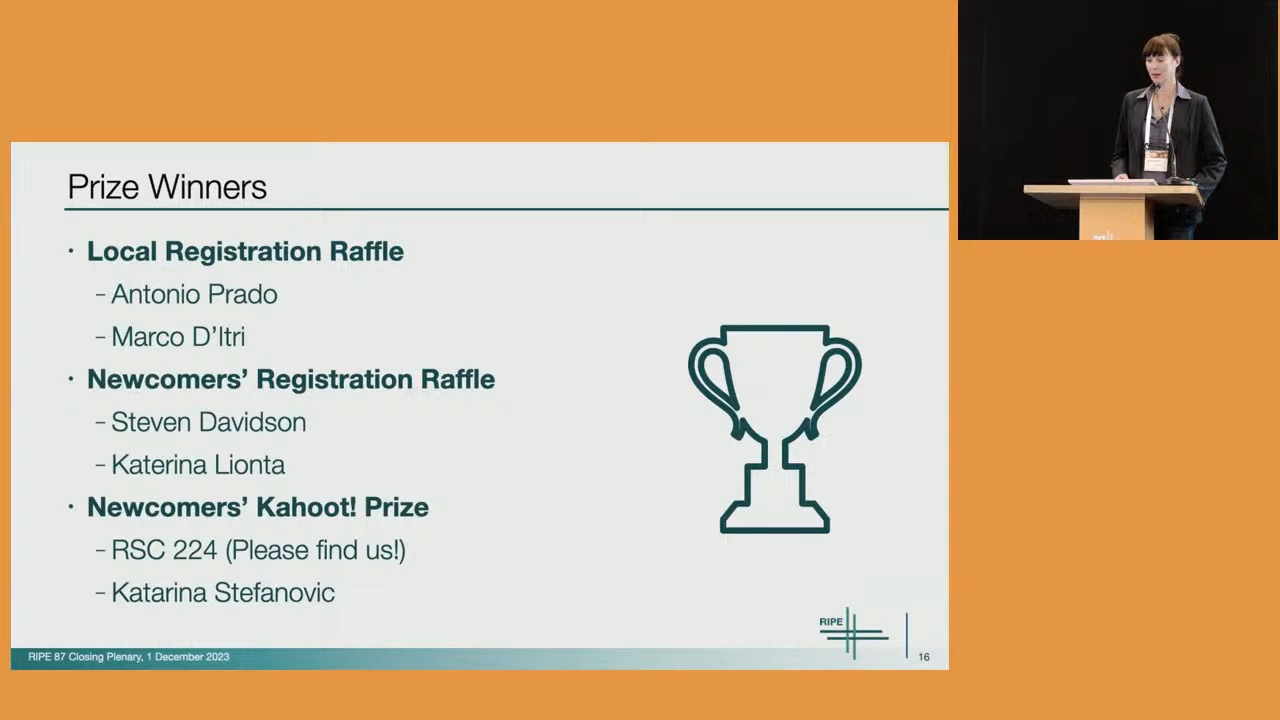 Prize Winners
· Local Registration Raffle
– Antonio Prado
– Marco D’Itri
· Newcomers’ Registration Raffle
– Steven Davidson
– Katerina Lionta
· Newcomers’ Kahoot! Prize
– RSC 224 (Please find us!)
– Katarina Stefanovic
RIPE
RIPE 87 Closing Plenary, 1 December 2023
16